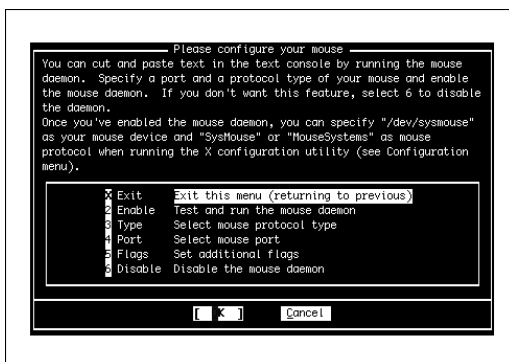 Please configure your mouse
You can cut and paste text in the text console by running the mouse
daemon. Specify a port and a protocol type of your mouse and enable
the mouse daemon. If you don't want this feature, select 6 to disable
the daemon.
Once you've enabled the mouse daemon, you can specify "/dev/sysmouse"
as your mouse device and "SysMouse" or "MouseSystems" as mouse
protocol when running the X configuration utility (see Configuration
menu).
X Exit Exit this menu (returning to previous)
2 Enable Test and run the mouse daemon
3 Type Select mouse protocol type
4 Port Select mouse port
5 Flags Set additional flags
6 Disable Disable the mouse daemon
[ K ] Cancel